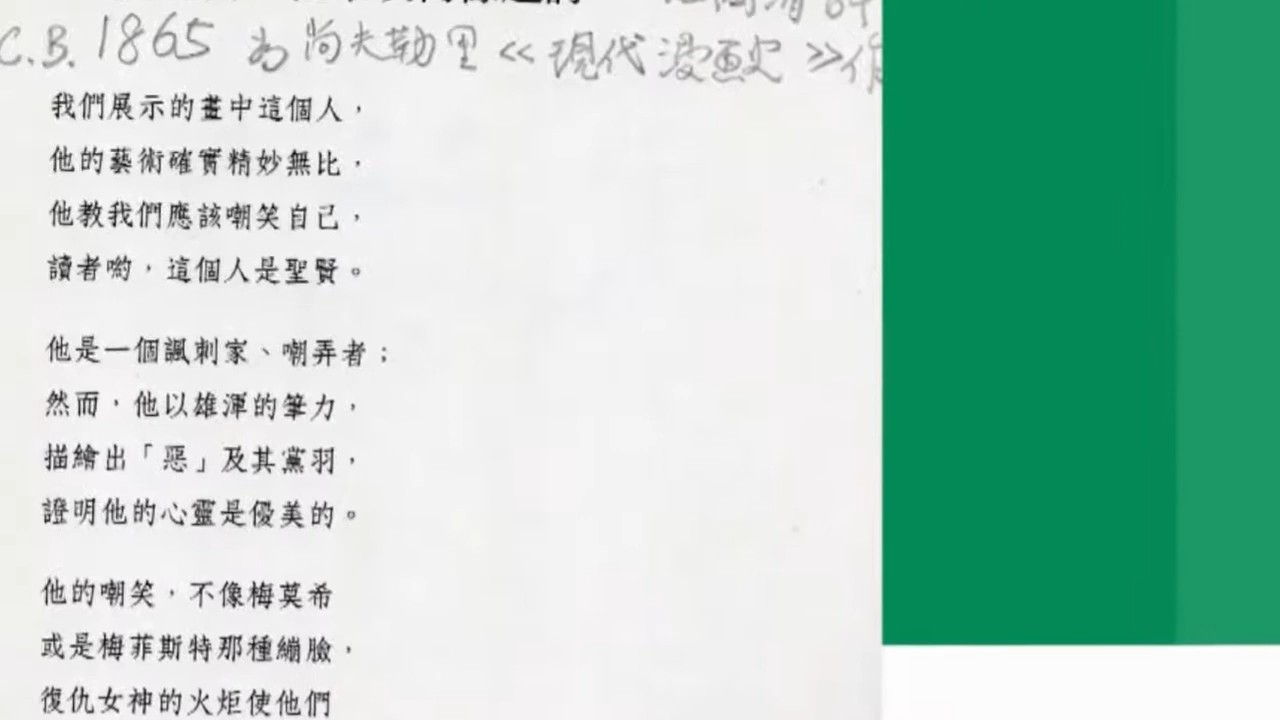 C.B. 1865 為尚夫勒里《現代漫画史》作
我們展示的畫中這個人，
他的藝術確實精妙無比，
他教我們應該嘲笑自己，
讀者喲，這個人是聖賢。
他是一個諷刺家、嘲弄者；
然而，他以雄渾的筆力，
描繪出「惡」及其黨羽，
證明他的心靈是優美的。
他的嘲笑，不像梅莫希
或是梅菲斯特那種繃臉，
復仇女神的火炬使他們